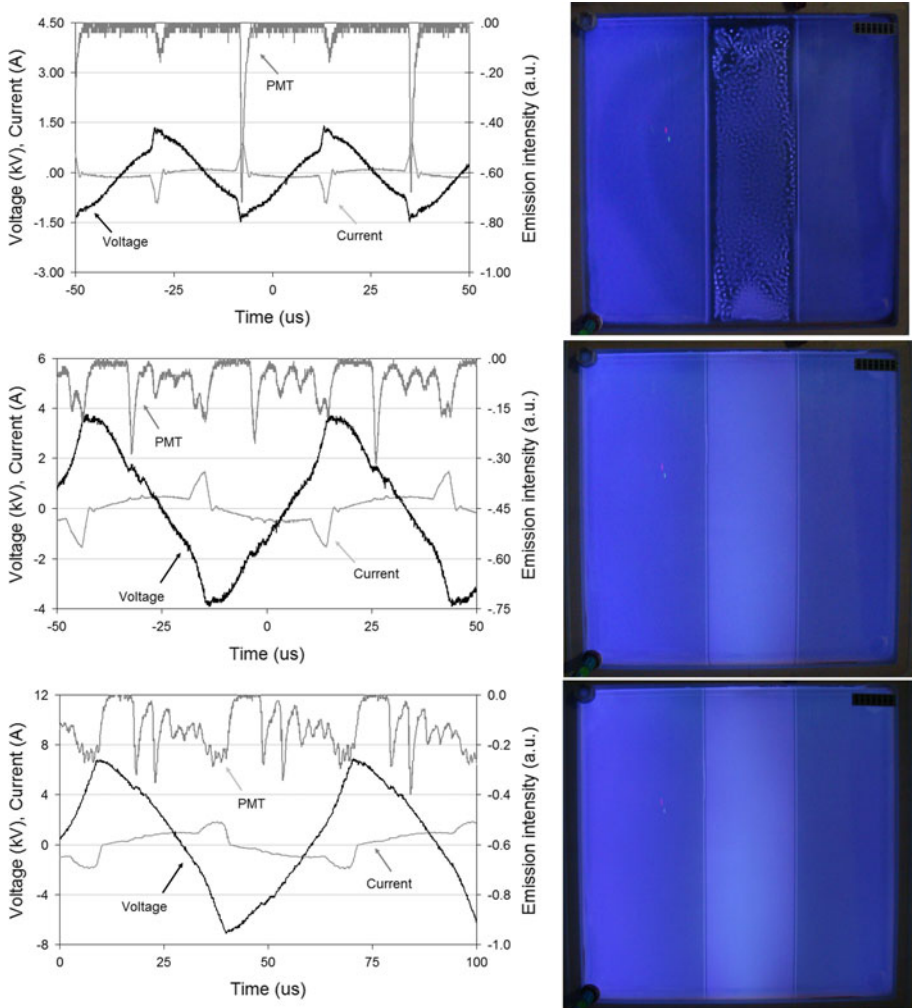 4.50
3.00
1.50
.00
-1.50
-3.00
Voltage (kV), Current (A)
.00
-.20
-.40
-.60
-.80
-1.00
Emission intensity (a.u.)
PMT
Voltage
Current
-50
-25
0
25
50
Time (us)
6
4
2
0
-2
-4
Voltage (kV), Current (A)
.00
-.15
-.30
-.45
-.60
-.75
Emission intensity (a.u.)
PMT
Voltage
Current
-50
-25
0
25
50
Time (us)
12
8
4
0
-4
-8
Voltage (kV), Current (A)
0.0
-0.2
-0.4
-0.6
-0.8
-1.0
Emission intensity (a.u.)
PMT
Voltage
Current
0
25
50
75
100
Time (us)